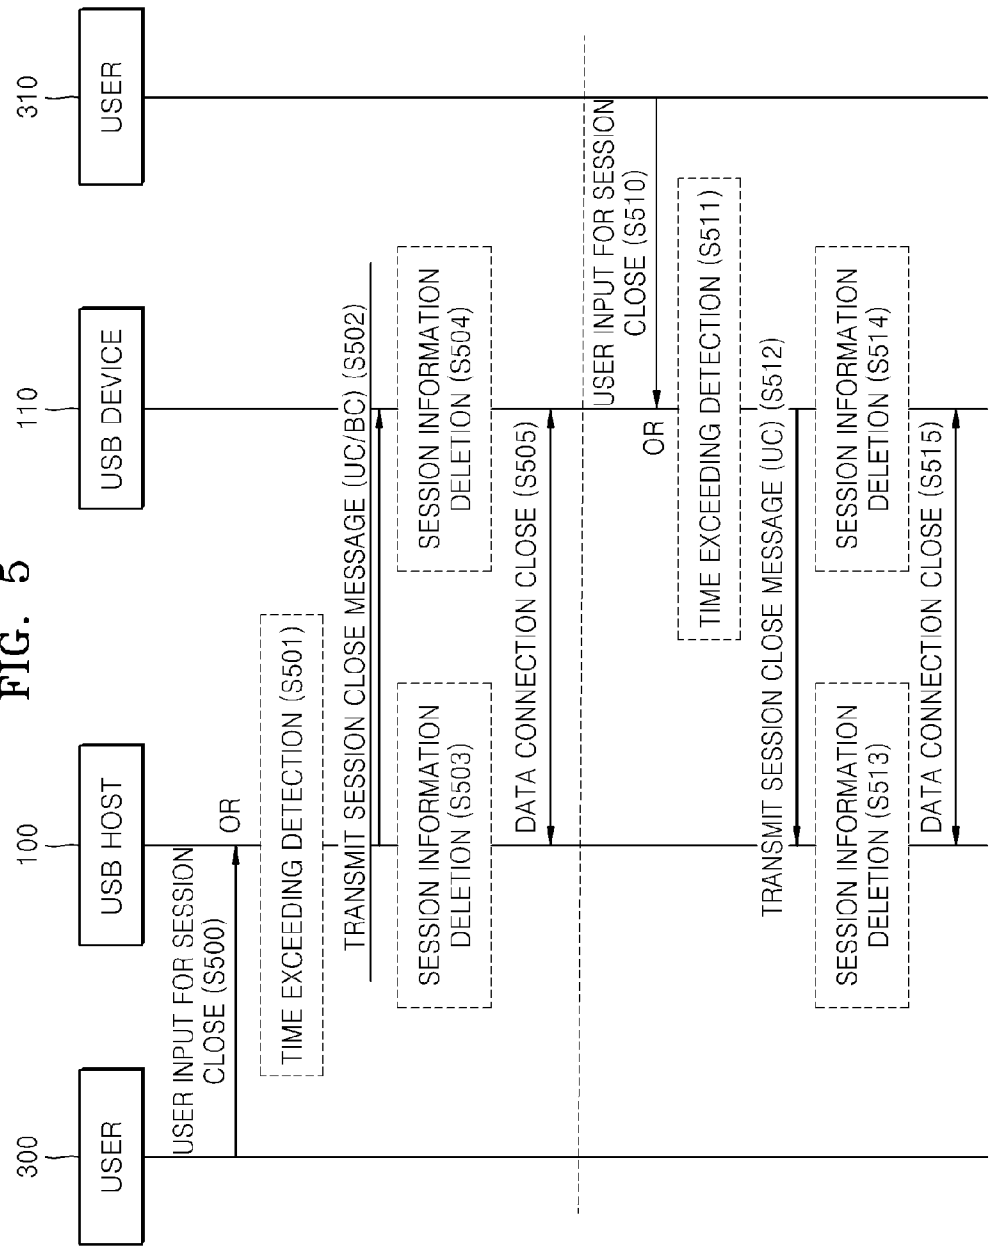 FIG. 5
300
100
110
310
USER
USB HOST
USB DEVICE
USER
USER INPUT FOR SESSION
CLOSE (S500)
OR
TIME EXCEEDING DETECTION (S501)
TRANSMIT SESSION CLOSE MESSAGE (UC/BC) (S502)
SESSION INFORMATION
DELETION (S503)
SESSION INFORMATION
DELETION (S504)
DATA CONNECTION CLOSE (S505)
USER INPUT FOR SESSION
CLOSE (S510)
OR
TIME EXCEEDING DETECTION (S511)
TRANSMIT SESSION CLOSE MESSAGE (UC) (S512)
SESSION INFORMATION
DELETION (S513)
SESSION INFORMATION
DELETION (S514)
DATA CONNECTION CLOSE (S515)